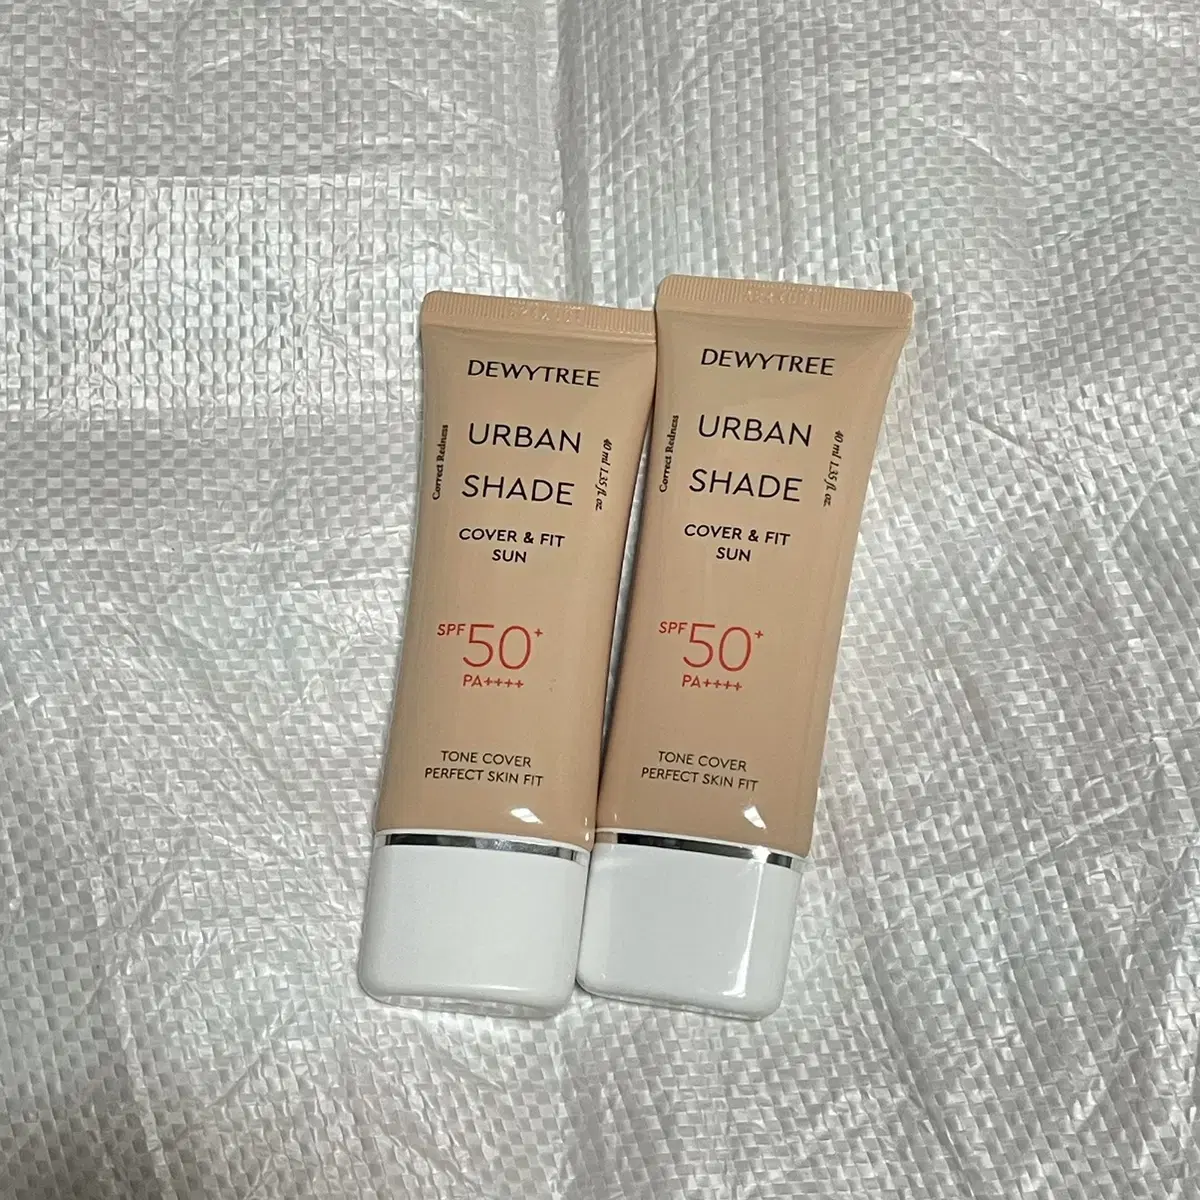 DEWYTREE
URBAN
SHADE
COVER & FIT
SUN
Correct Redness
40 ml 1.35 fl. oz.
SPF 50+
PA++++
TONE COVER
PERFECT SKIN FIT
DEWYTREE
URBAN
SHADE
COVER & FIT
SUN
Correct Redness
40 ml 1.35 fl. oz.
SPF 50+
PA++++
TONE COVER
PERFECT SKIN FIT